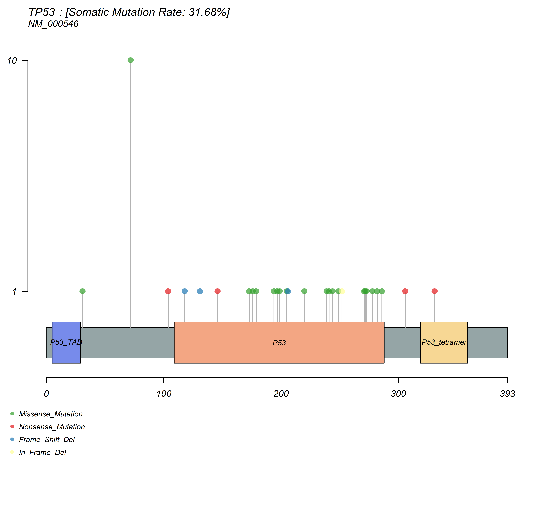 TP53 : [Somatic Mutation Rate: 31.68%]
NM_000546
10
1
P53_TAD
P53
P53_tetramer
0
100
200
300
393
Missense_Mutation
Nonsense_Mutation
Frame_Shift_Del
In_Frame_Del